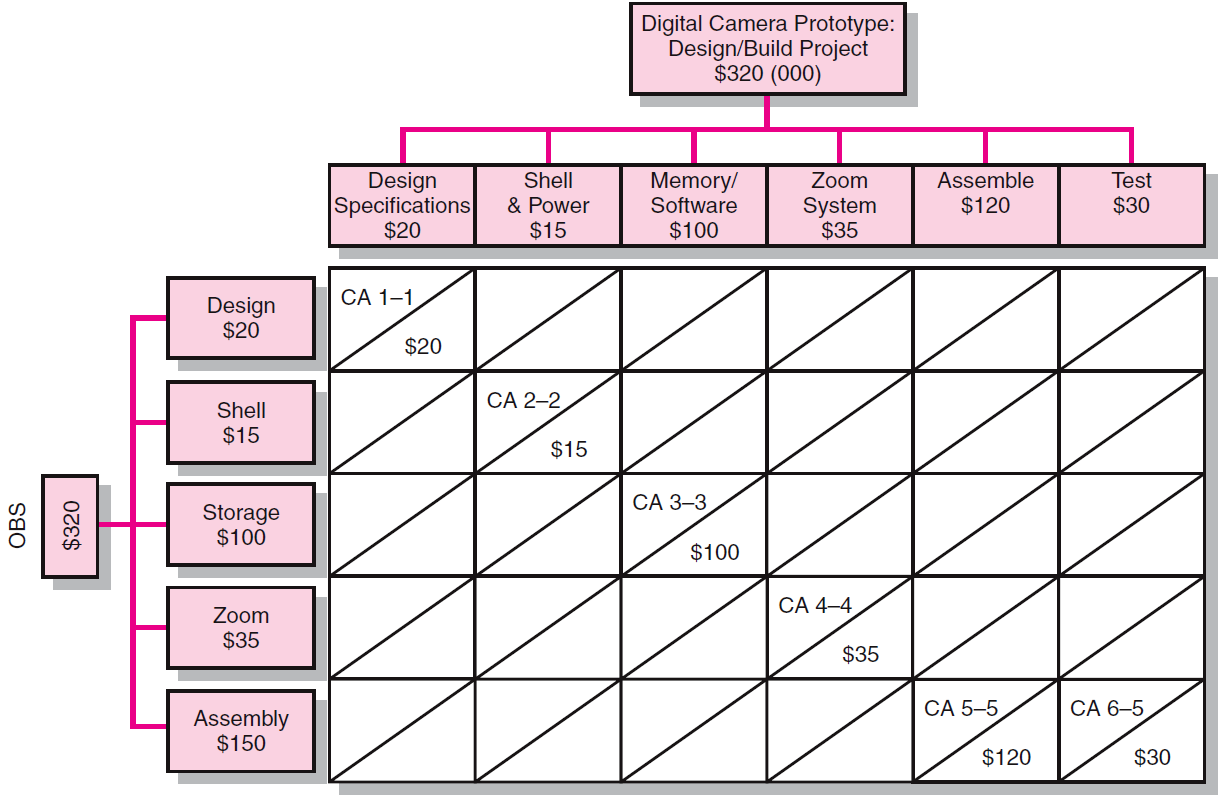 Digital Camera Prototype:
Design/Build Project
$320 (000)
Design
Specifications
$20
Shell
& Power
$15
Memory/
Software
$100
Zoom
System
$35
Assemble
$120
Test
$30
OBS
$320
Design
$20
CA 1–1
$20
Shell
$15
CA 2–2
$15
Storage
$100
CA 3–3
$100
Zoom
$35
CA 4–4
$35
Assembly
$150
CA 5–5
$120
CA 6–5
$30